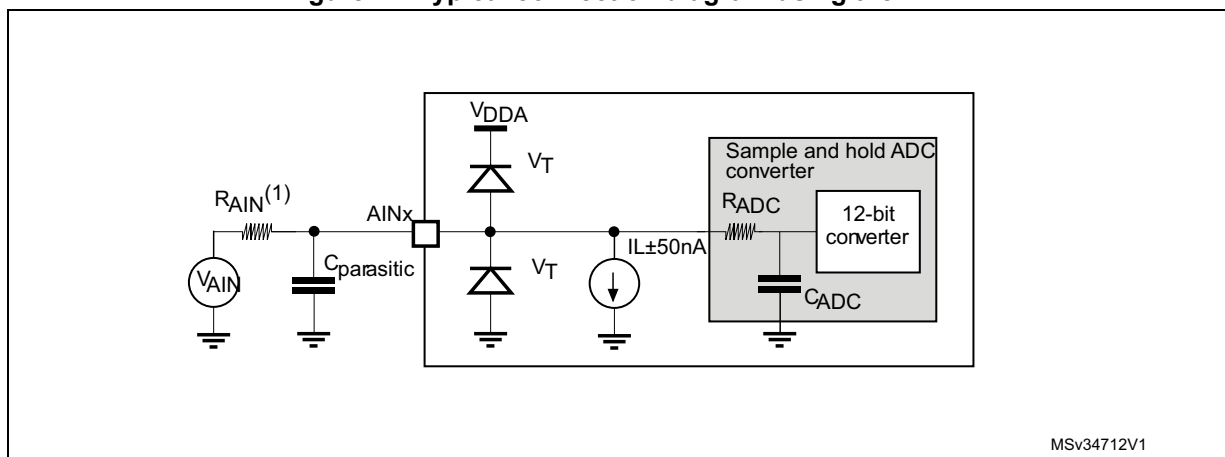 VDDA
VT
Sample and hold ADC
converter
RAIN(1)
AINx
RADC
12-bit
converter
IL±50nA
VAIN
Cparasitic
VT
CADC
MSv34712V1